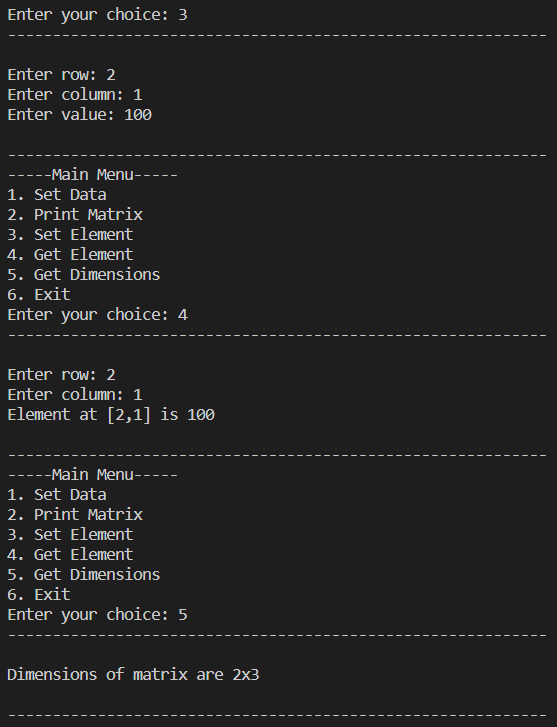 Enter your choice: 3
------------------------------------------------------------
Enter row: 2
Enter column: 1
Enter value: 100
------------------------------------------------------------
-----Main Menu-----
1. Set Data
2. Print Matrix
3. Set Element
4. Get Element
5. Get Dimensions
6. Exit
Enter your choice: 4
------------------------------------------------------------
Enter row: 2
Enter column: 1
Element at [2,1] is 100
------------------------------------------------------------
-----Main Menu-----
1. Set Data
2. Print Matrix
3. Set Element
4. Get Element
5. Get Dimensions
6. Exit
Enter your choice: 5
------------------------------------------------------------
Dimensions of matrix are 2x3
------------------------------------------------------------